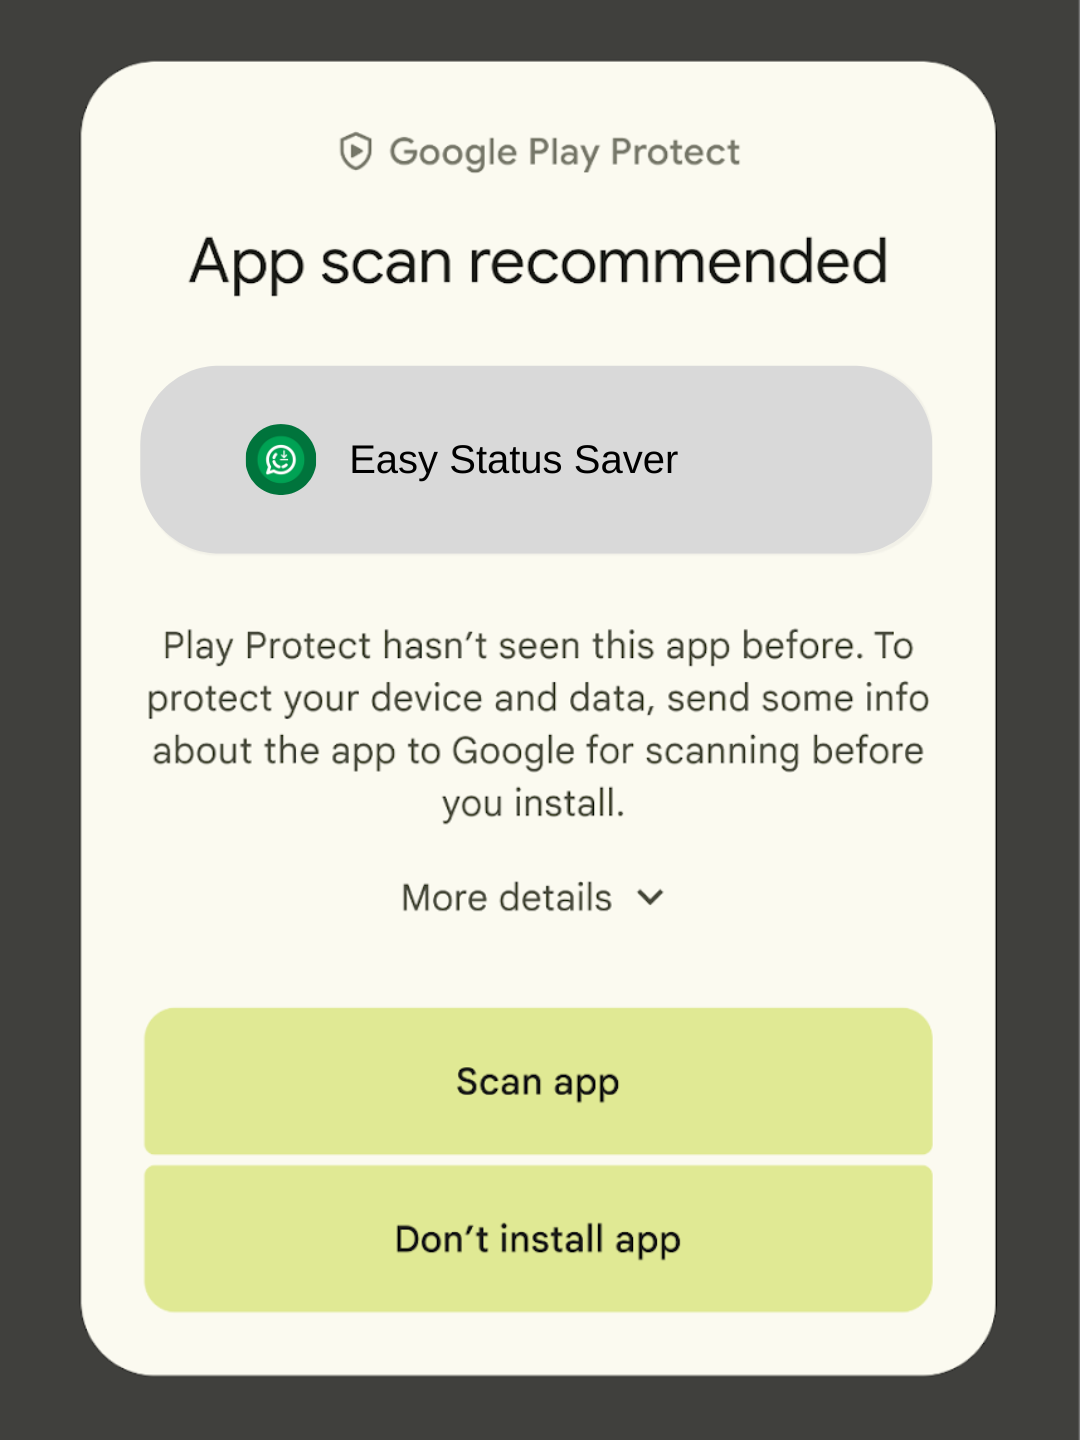 Google Play Protect
App scan recommended
Easy Status Saver
Play Protect hasn’t seen this app before. To
protect your device and data, send some info
about the app to Google for scanning before
you install.
More details
Scan app
Don’t install app